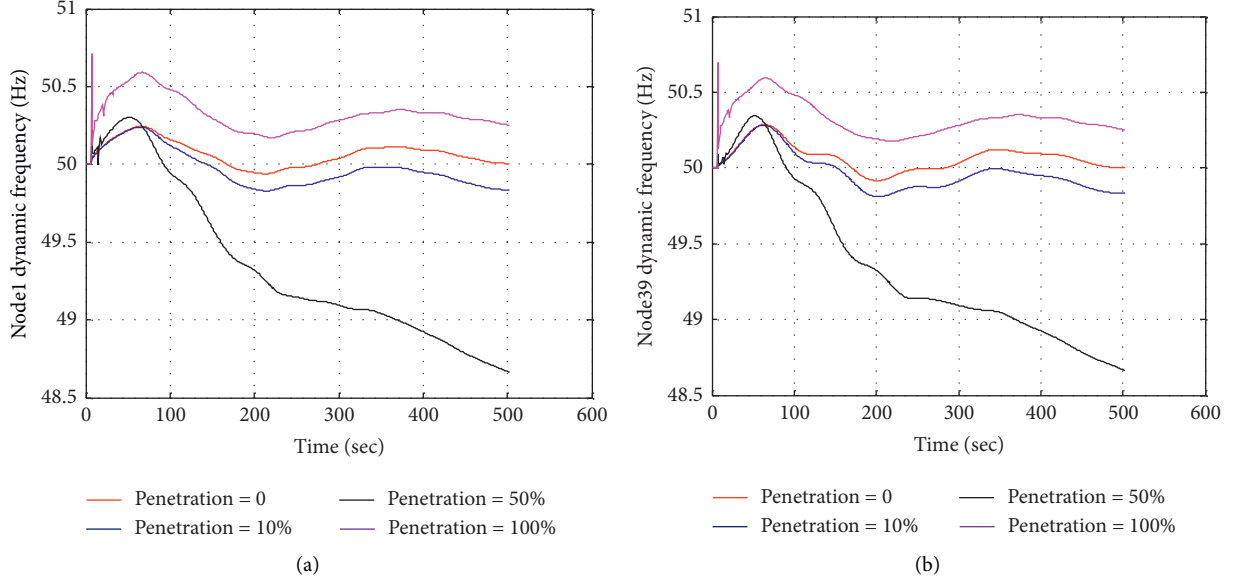 51
50.5
50
49.5
49
48.5
Node1 dynamic frequency (Hz)
0 100 200 300 400 500 600
Time (sec)
Penetration = 0
Penetration = 50%
Penetration = 10%
Penetration = 100%
(a)
51
50.5
50
49.5
49
48.5
Node39 dynamic frequency (Hz)
0 100 200 300 400 500 600
Time (sec)
Penetration = 0
Penetration = 50%
Penetration = 10%
Penetration = 100%
(b)